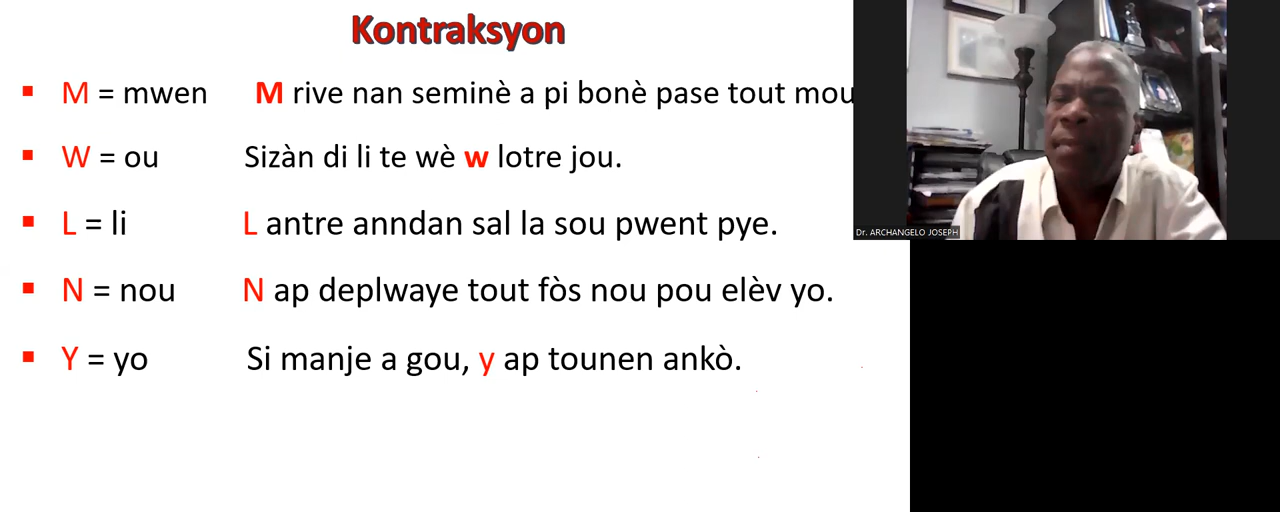 Kontraksyon
M = mwen M rive nan seminè a pi bonè pase tout mou
W = ou Sizàn di li te wè w lotre jou.
L = li L antre anndan sal la sou pwent pye.
N = nou N ap deplwaye tout fòs nou pou elèv yo.
Y = yo Si manje a gou, y ap tounen ankò.
Dr. ARCHANGELO JOSEPH